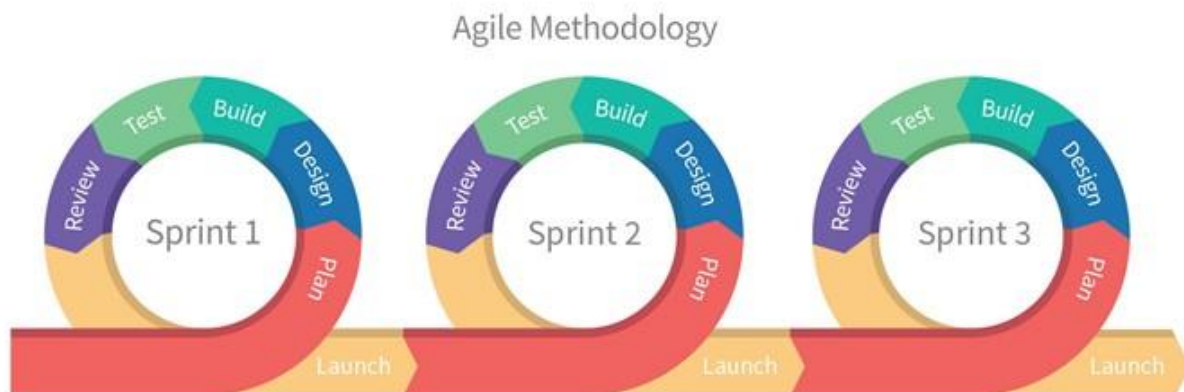 Agile Methodology
Test
Build
Review
Design
Sprint 1
Plan
Launch
Test
Build
Review
Design
Sprint 2
Plan
Launch
Test
Build
Review
Design
Sprint 3
Plan
Launch